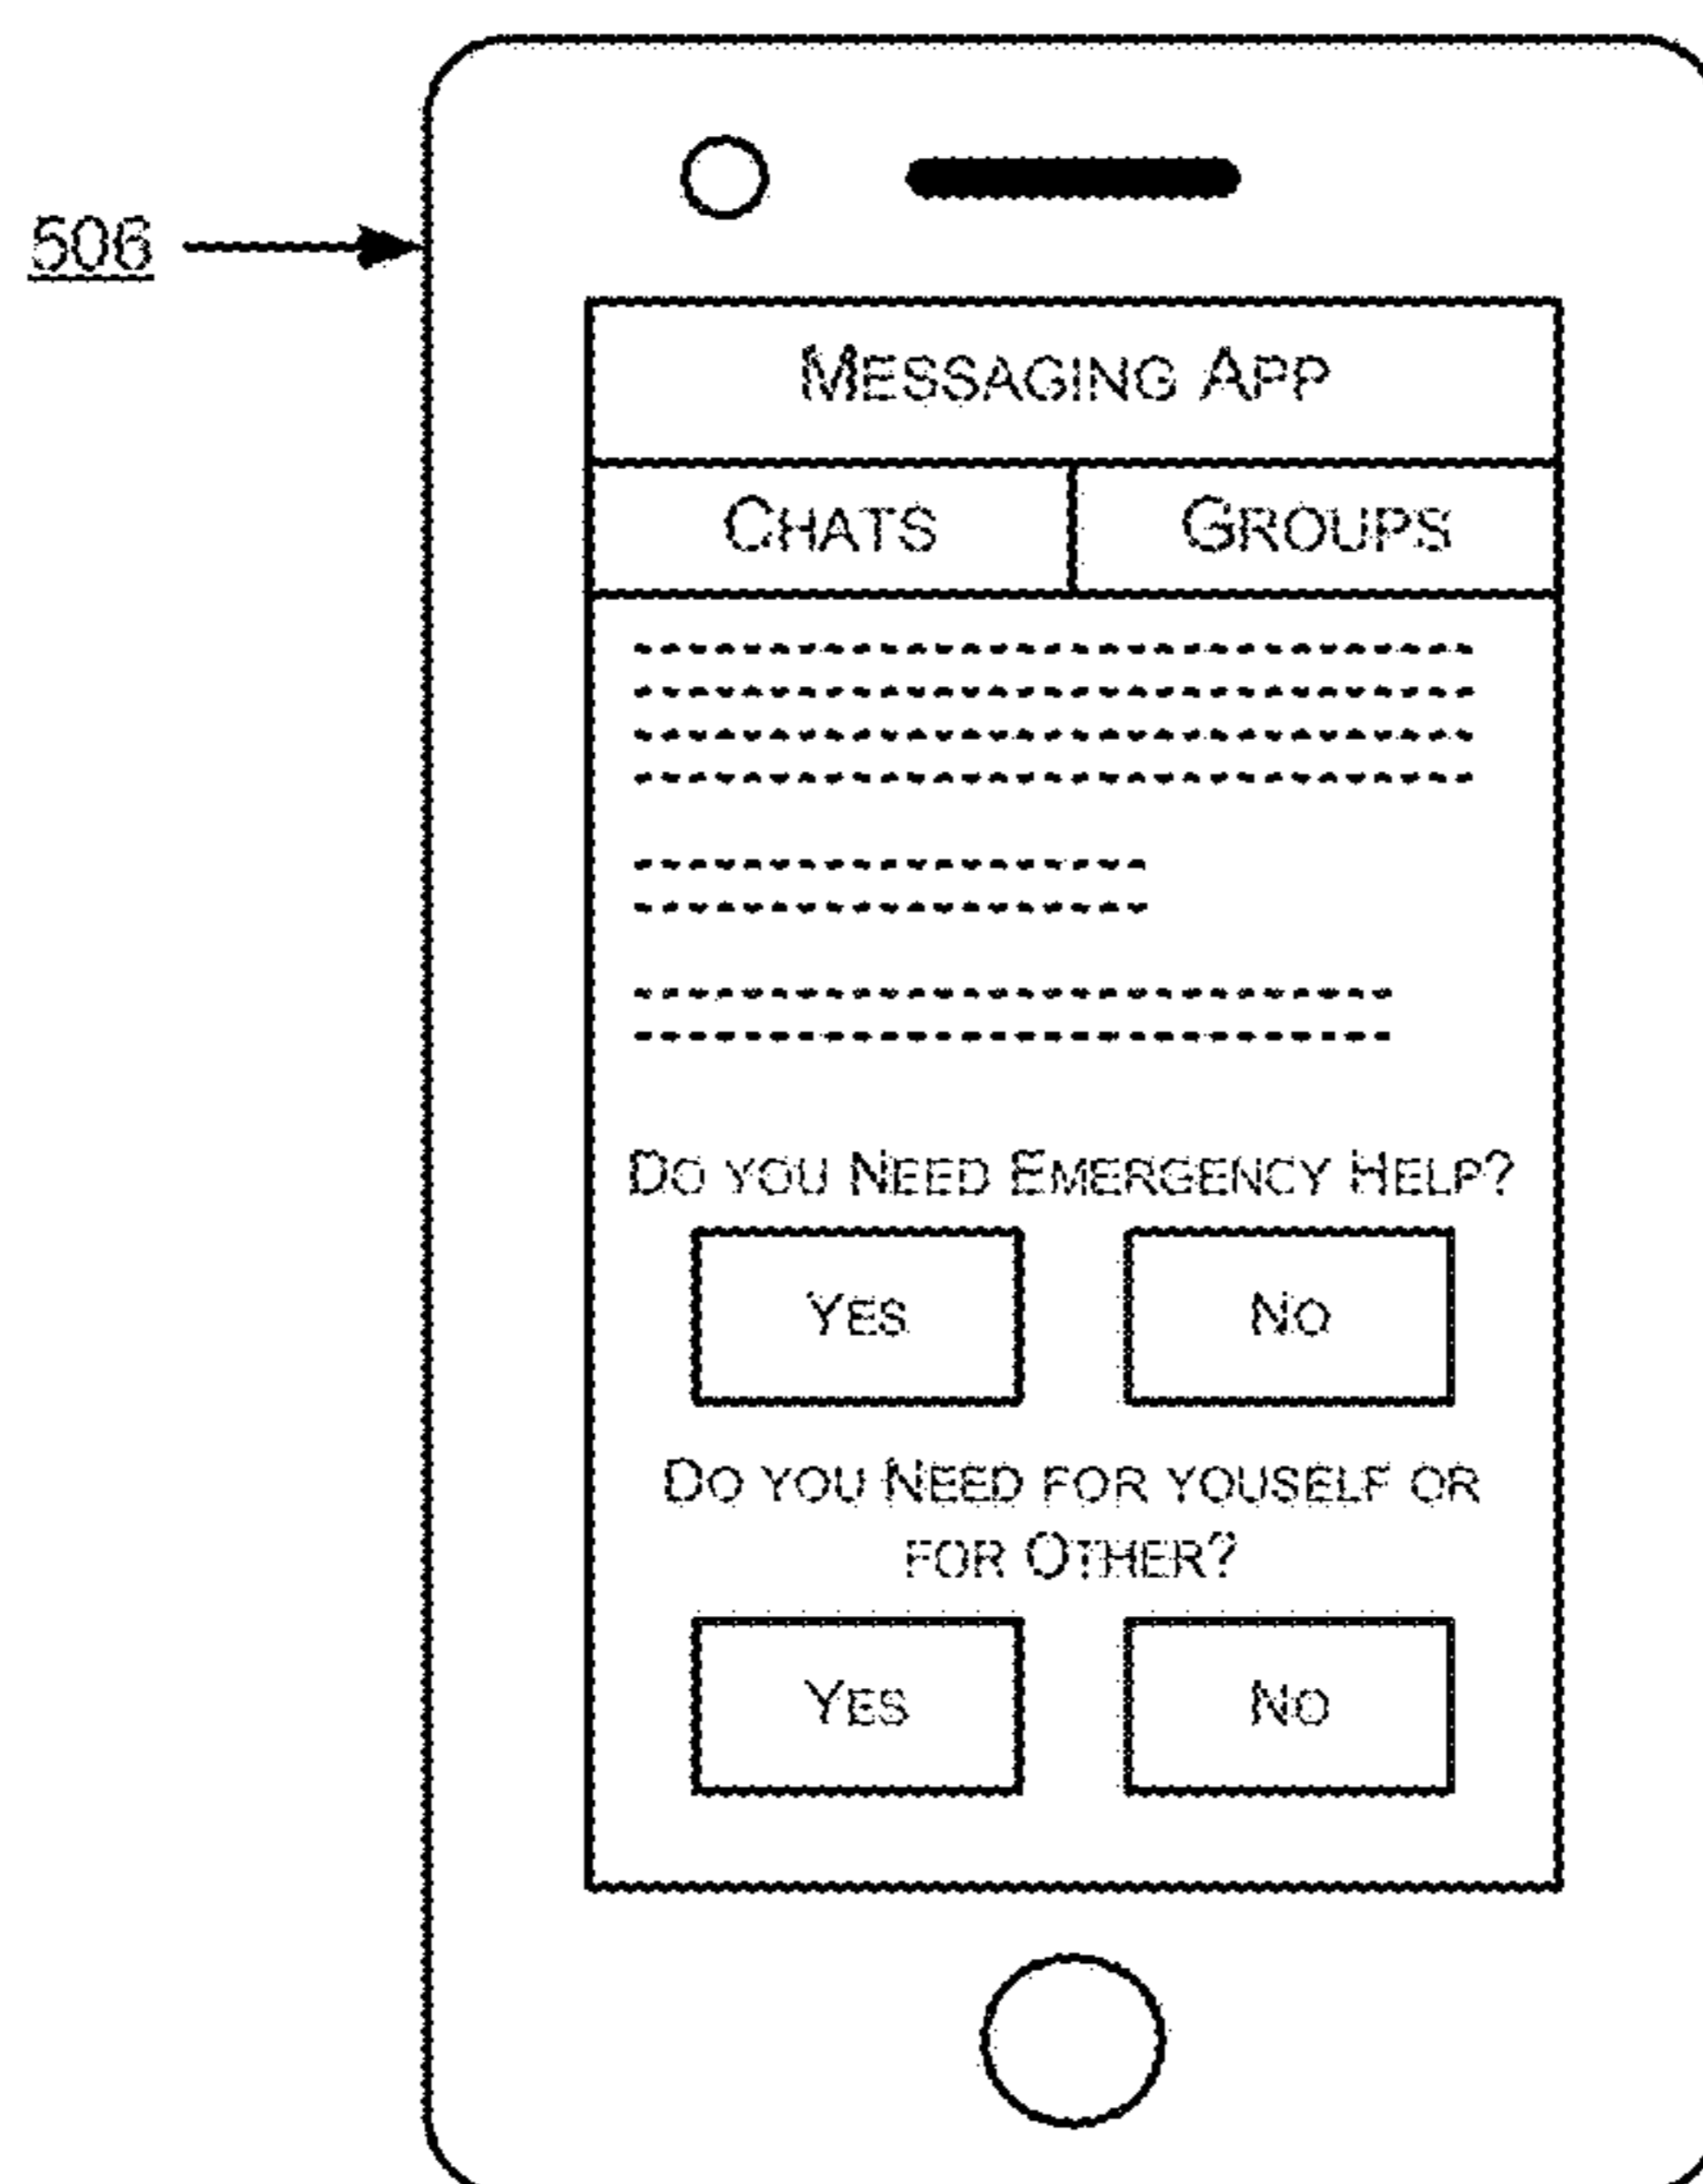 506
MESSAGING APP
CHATS GROUPS
DO YOU NEED EMERGENCY HELP?
YES NO
DO YOU NEED FOR YOUSELF OR
FOR OTHER?
YES NO